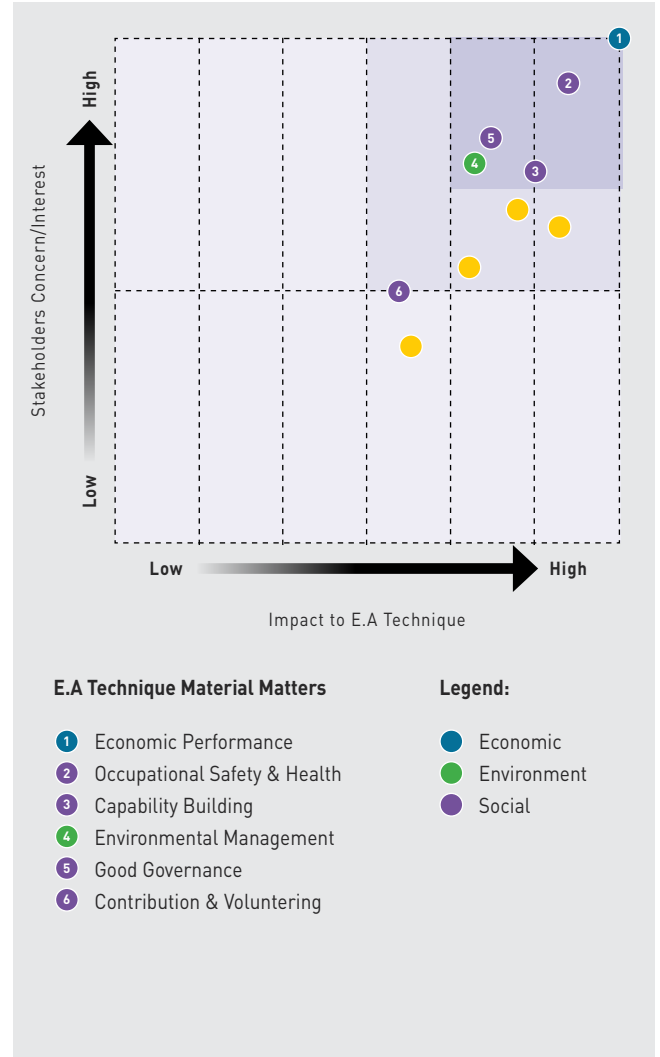 High
Stakeholders Concern/Interest
Low
1
2
5
4
3
6
Low
High
Impact to E.A Technique
E.A Technique Material Matters
1 Economic Performance
2 Occupational Safety & Health
3 Capability Building
4 Environmental Management
5 Good Governance
6 Contribution & Voluntering
Legend:
Economic
Environment
Social